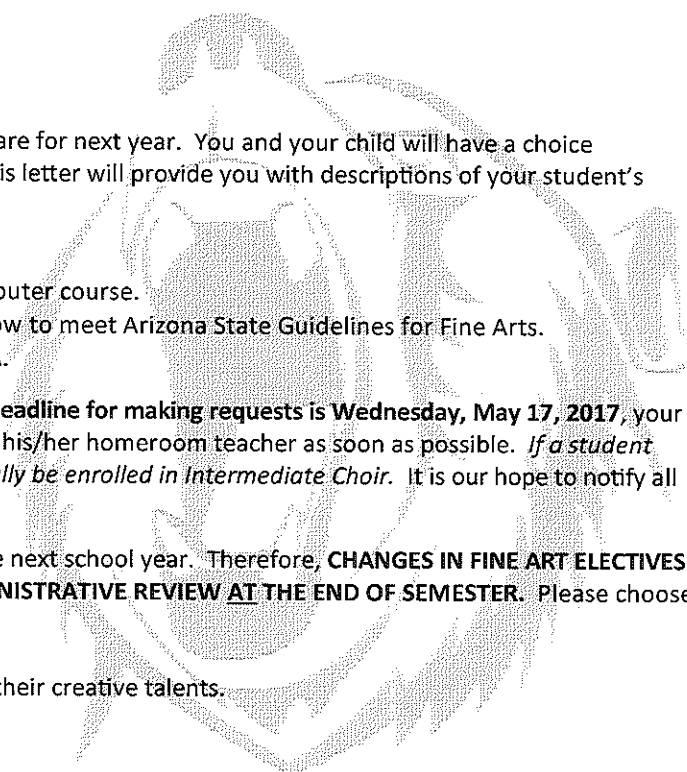 are for next year. You and your child will have a choice
is letter will provide you with descriptions of your student's
outer course.
ow to meet Arizona State Guidelines for Fine Arts.
eadline for making requests is Wednesday, May 17, 2017, your
his/her homeroom teacher as soon as possible. If a student
lly be enrolled in Intermediate Choir. It is our hope to notify all
e next school year. Therefore, CHANGES IN FINE ART ELECTIVES
NISTRATIVE REVIEW AT THE END OF SEMESTER. Please choose
their creative talents.